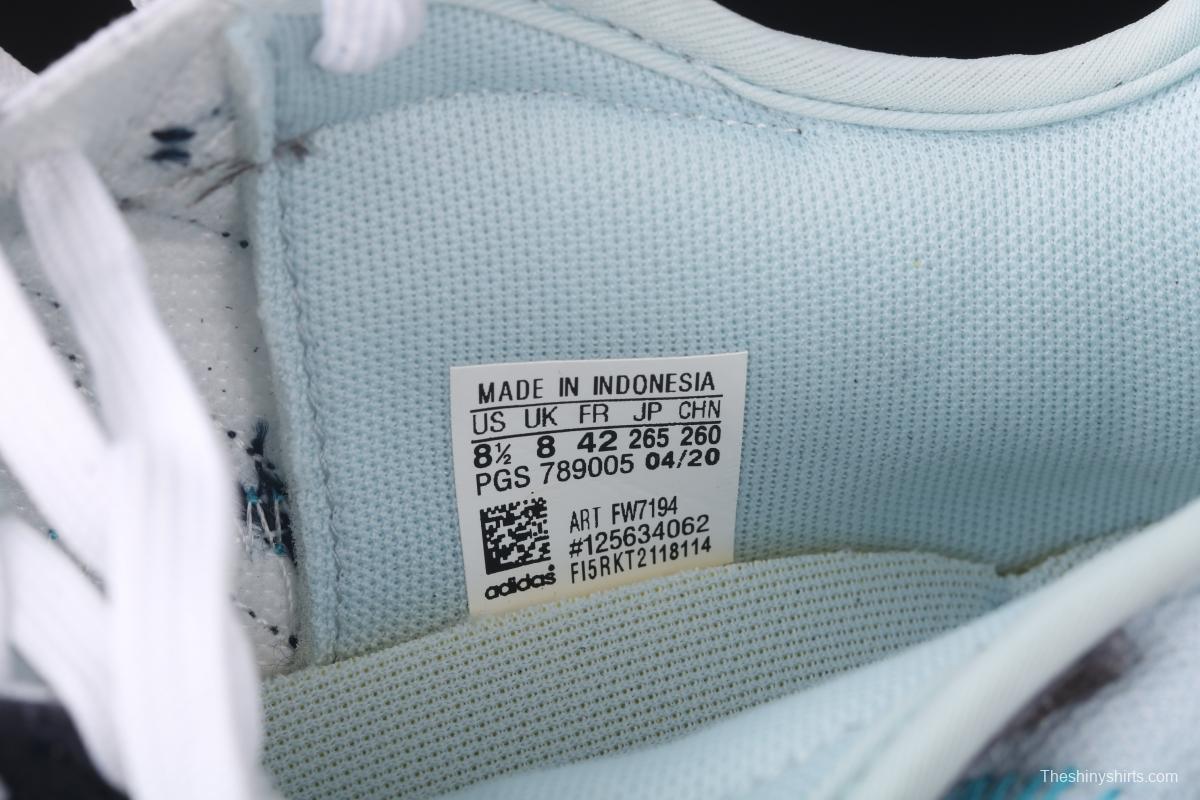 MADE IN INDONESIA
US UK FR JP CHN
8½ 8 42 265 260
PGS 789005 04/20
ART FW7194
#125634062
FI5RKT2118114
adidas
Theshinyshirts.com